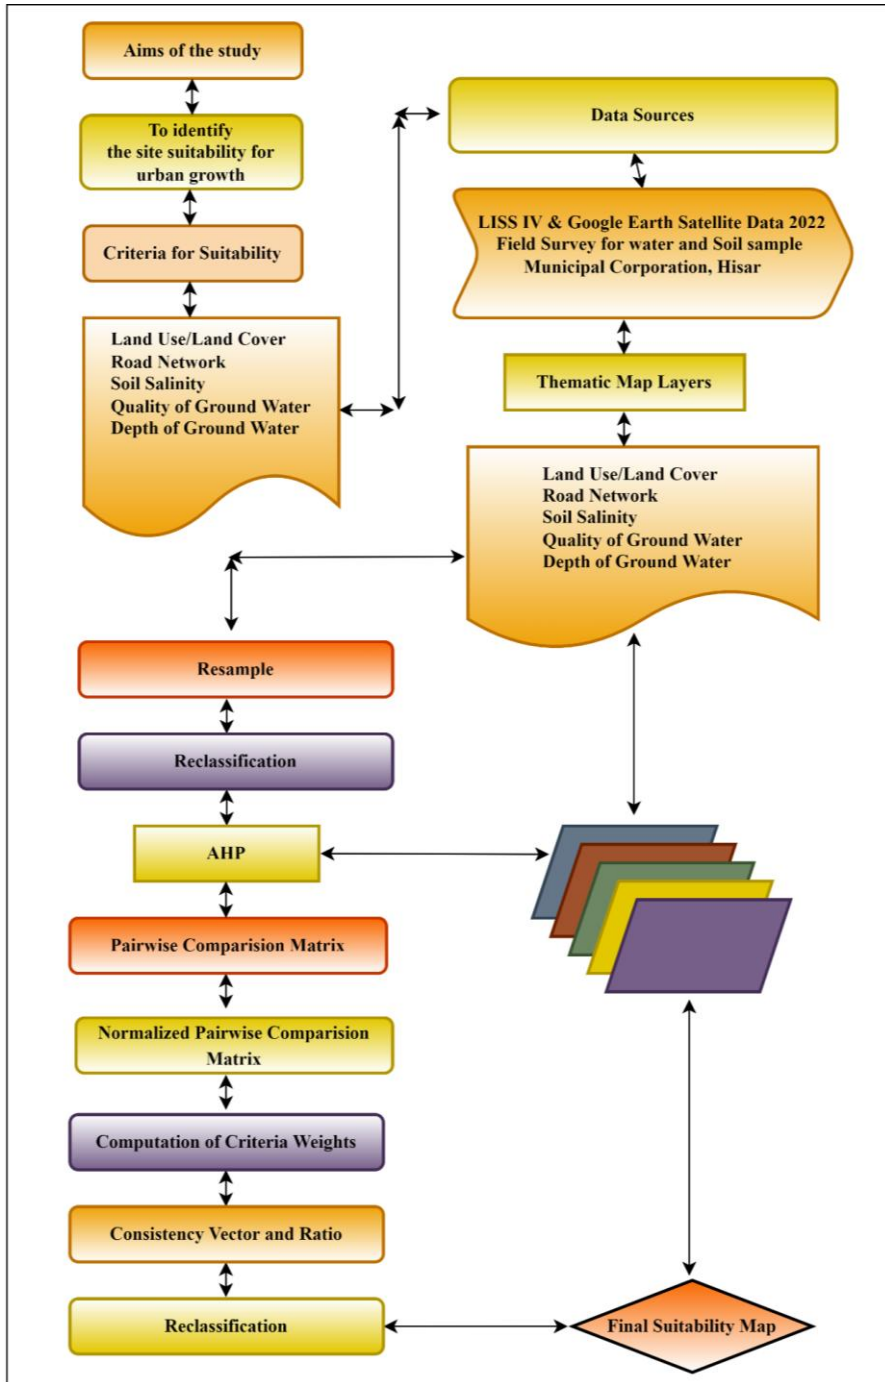 Aims of the study
To identify
the site suitability for
urban growth
Criteria for Suitability
Land Use/Land Cover
Road Network
Soil Salinity
Quality of Ground Water
Depth of Ground Water
Data Sources
LISS IV & Google Earth Satellite Data 2022
Field Survey for water and Soil sample
Municipal Corporation, Hisar
Thematic Map Layers
Land Use/Land Cover
Road Network
Soil Salinity
Quality of Ground Water
Depth of Ground Water
Resample
Reclassification
AHP
Pairwise Comparision Matrix
Normalized Pairwise Comparision
Matrix
Computation of Criteria Weights
Consistency Vector and Ratio
Reclassification
Final Suitability Map